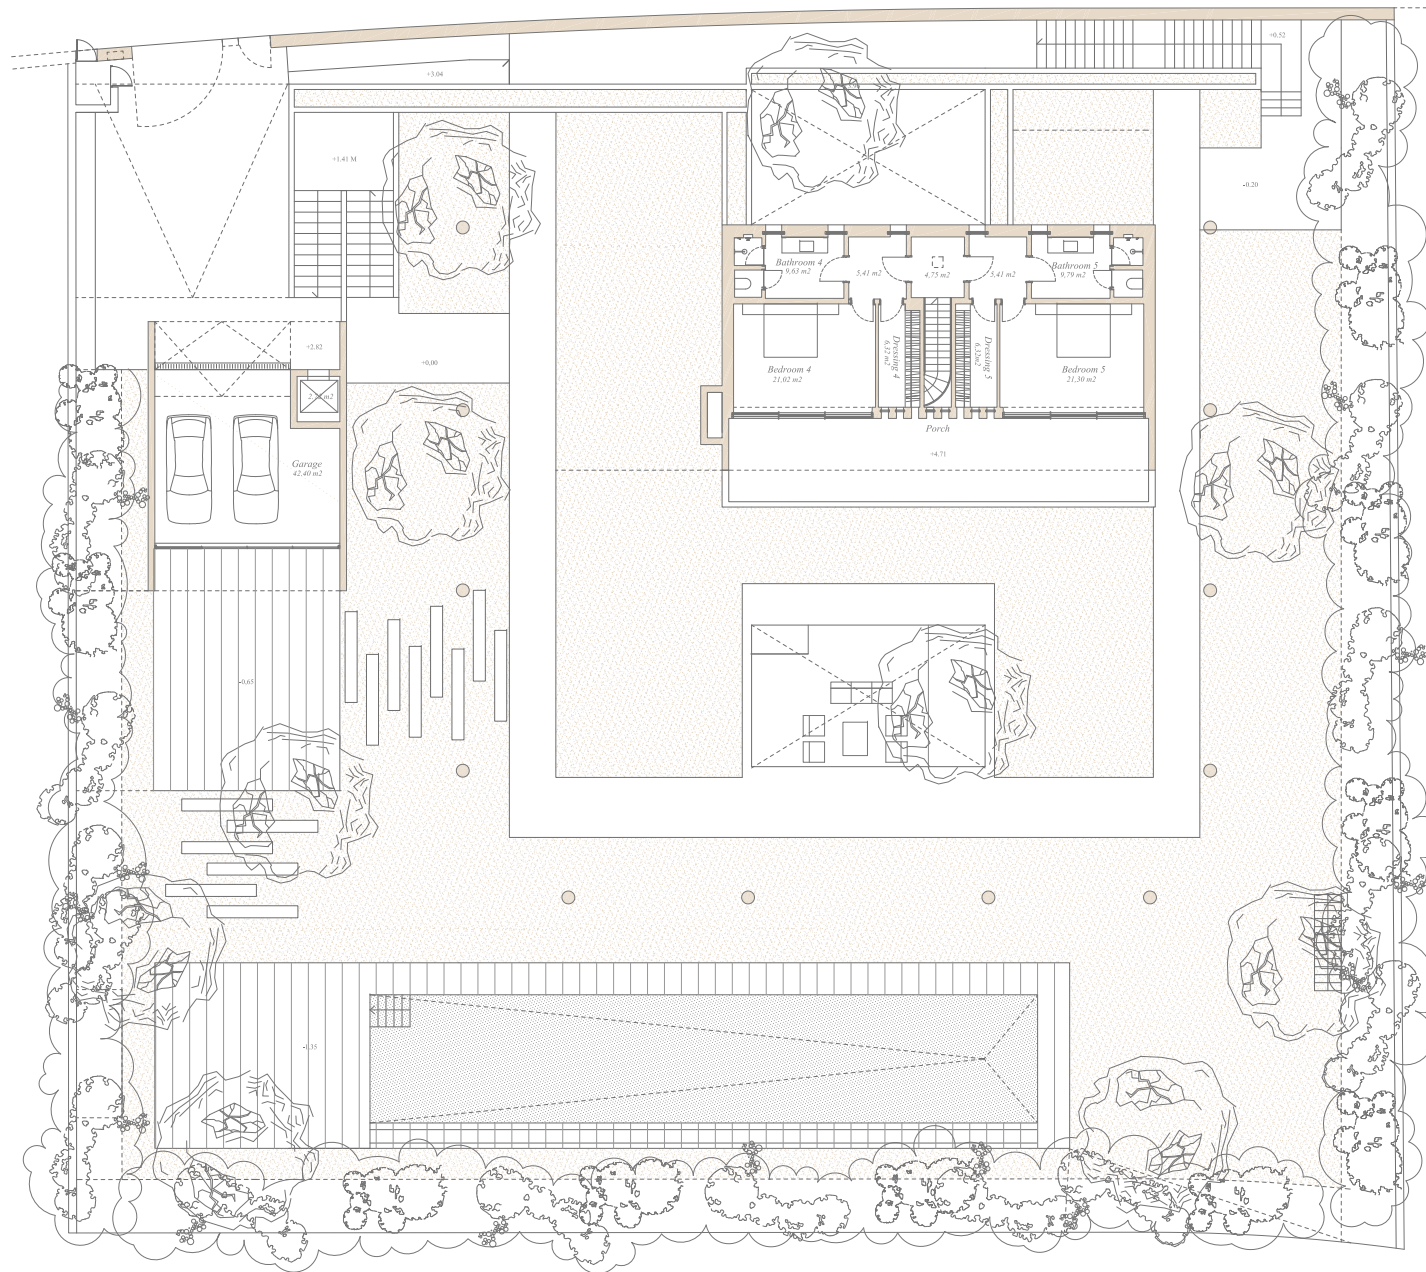 +0.52
+3.04
+1.41 M
-0.20
Bathroom 4
9,63 m2
5,41 m2
4,75 m2
5,41 m2
Bathroom 5
9,79 m2
+2.82
+0.00
Dressing 4
6,32 m2
Dressing 5
6,32m2
Bedroom 4
21,02 m2
Bedroom 5
21,30 m2
Porch
+4.71
Garage
42,40 m2
-0,65
-1,35